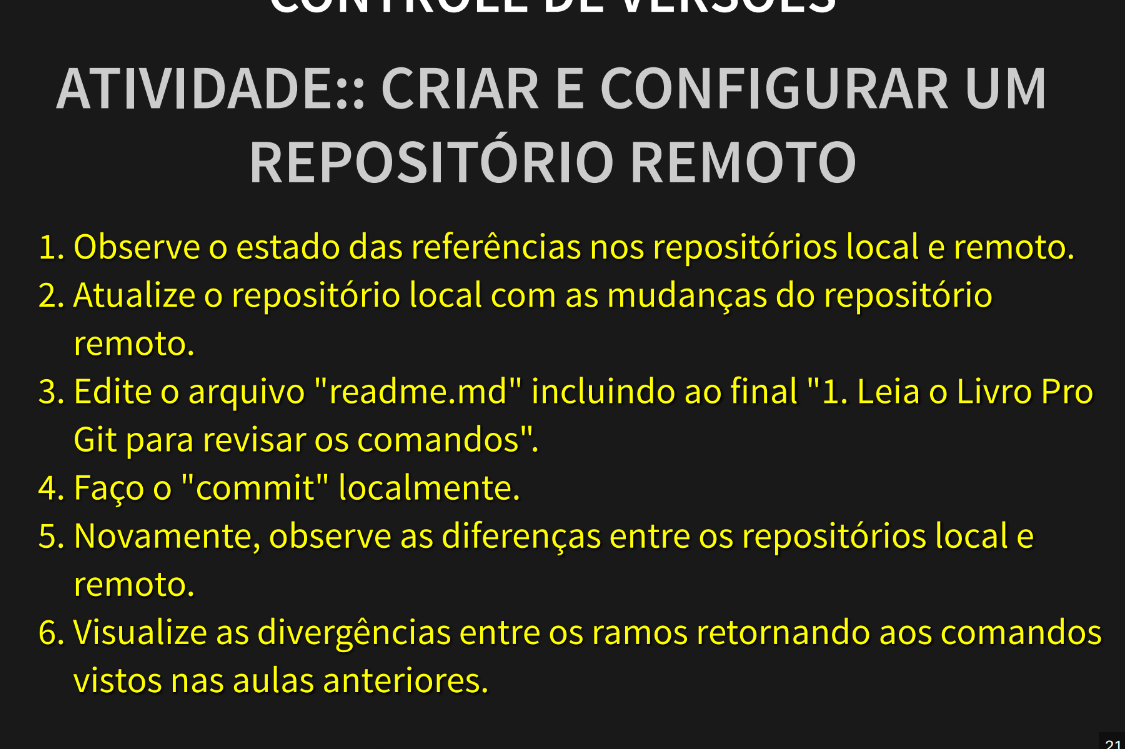 CONTROLE DE VERSÕES
ATIVIDADE:: CRIAR E CONFIGURAR UM
REPOSITÓRIO REMOTO
1. Observe o estado das referências nos repositórios local e remoto.
2. Atualize o repositório local com as mudanças do repositório
remoto.
3. Edite o arquivo "readme.md" incluindo ao final "1. Leia o Livro Pro
Git para revisar os comandos".
4. Faço o "commit" localmente.
5. Novamente, observe as diferenças entre os repositórios local e
remoto.
6. Visualize as divergências entre os ramos retornando aos comandos
vistos nas aulas anteriores.
21